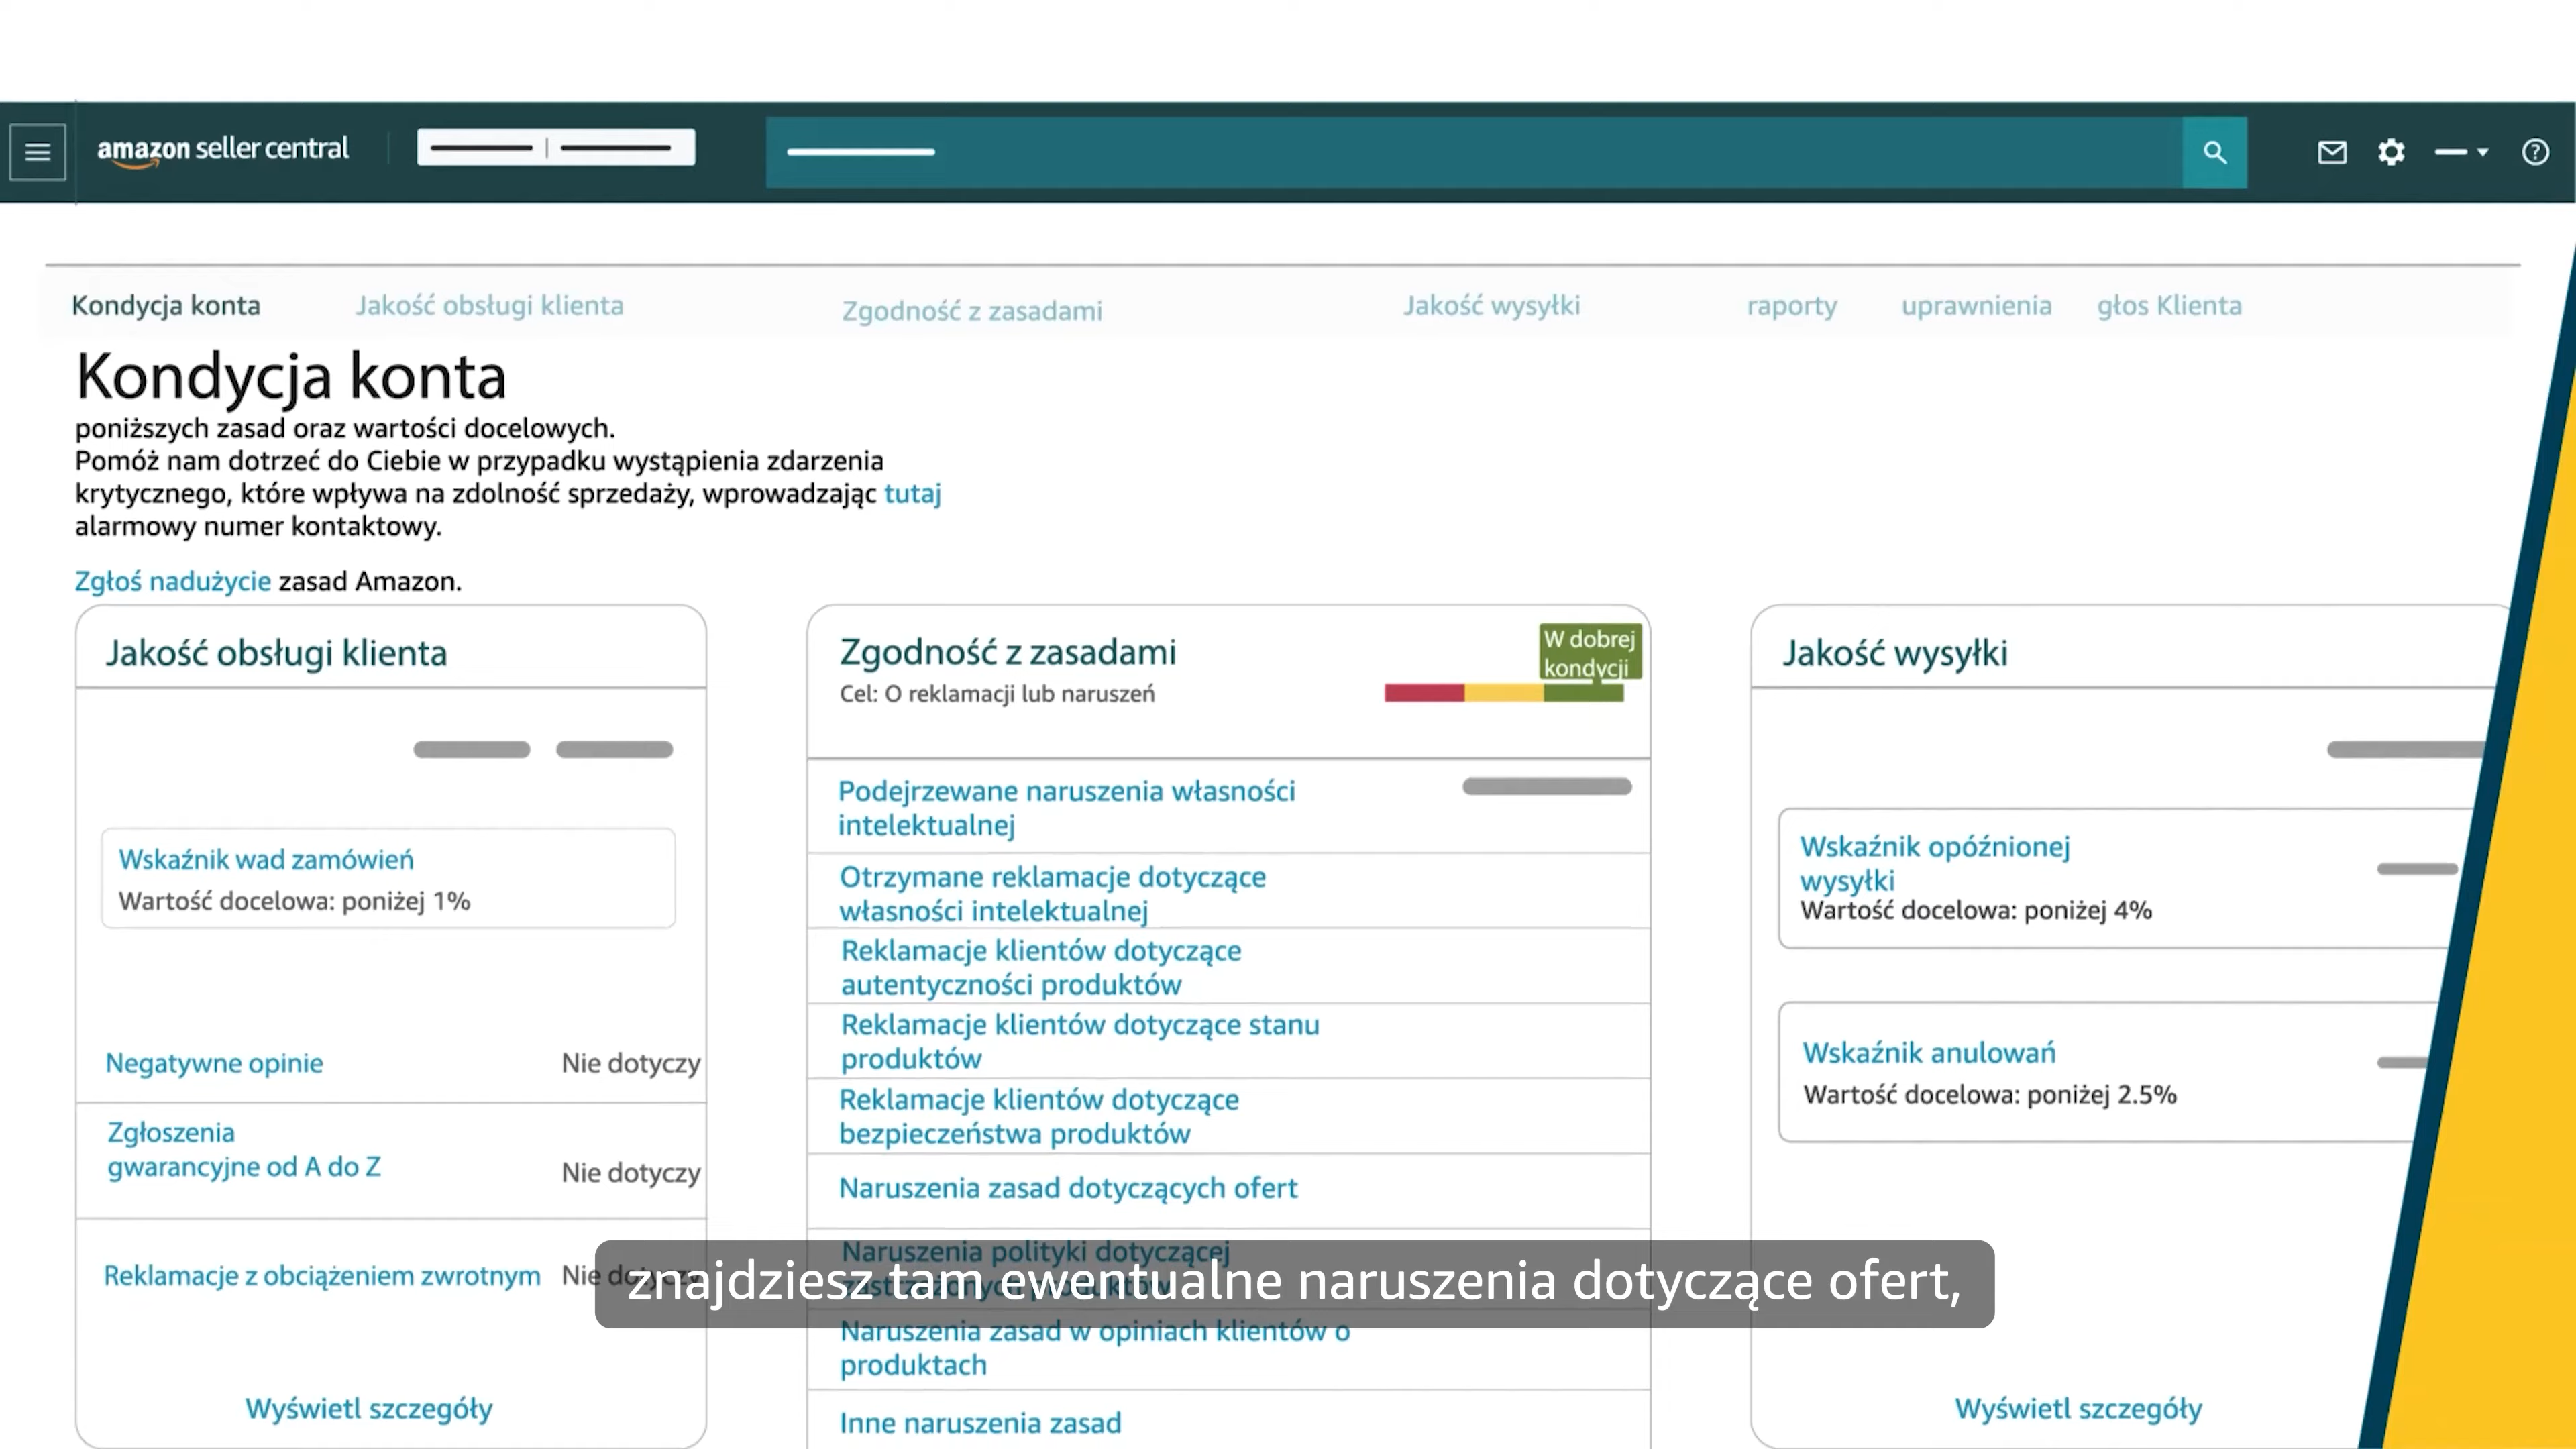 amazon seller central
Kondycja konta
Jakość obsługi klienta
Zgodność z zasadami
Jakość wysyłki
raporty
uprawnienia
głos Klienta
Kondycja konta
poniższych zasad oraz wartości docelowych.
Pomóż nam dotrzeć do Ciebie w przypadku wystąpienia zdarzenia
krytycznego, które wpływa na zdolność sprzedaży, wprowadzając tutaj
alarmowy numer kontaktowy.
Zgłoś nadużycie zasad Amazon.
Jakość obsługi klienta
Wskaźnik wad zamówień
Wartość docelowa: poniżej 1%
Negatywne opinie
Nie dotyczy
Zgłoszenia
gwarancyjne od A do Z
Nie dotyczy
Reklamacje z obciążeniem zwrotnym
Nie dotyczy
Wyświetl szczegóły
Zgodność z zasadami
Cel: O reklamacji lub naruszeń
W dobrej
kondycji
Podejrzewane naruszenia własności
intelektualnej
Otrzymane reklamacje dotyczące
własności intelektualnej
Reklamacje klientów dotyczące
autentyczności produktów
Reklamacje klientów dotyczące stanu
produktów
Reklamacje klientów dotyczące
bezpieczeństwa produktów
Naruszenia zasad dotyczących ofert
Naruszenia polityki dotyczącej
produktów
Naruszenia zasad w opiniach klientów o
produktach
Inne naruszenia zasad
Jakość wysyłki
Wskaźnik opóźnionej
wysyłki
Wartość docelowa: poniżej 4%
Wskaźnik anulowań
Wartość docelowa: poniżej 2.5%
Wyświetl szczegóły
znajdziesz tam ewentualne naruszenia dotyczące ofert,